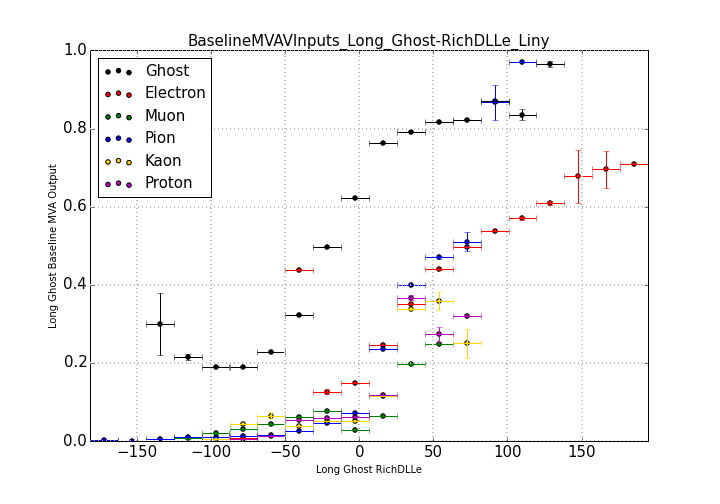 BaselineMVAVInputs_Long_Ghost-RichDLLe_Liny
1.0
0.8
0.6
0.4
0.2
0.0
Long Ghost Baseline MVA Output
Ghost
Electron
Muon
Pion
Kaon
Proton
−150 −100 −50 0 50 100 150
Long Ghost RichDLLe